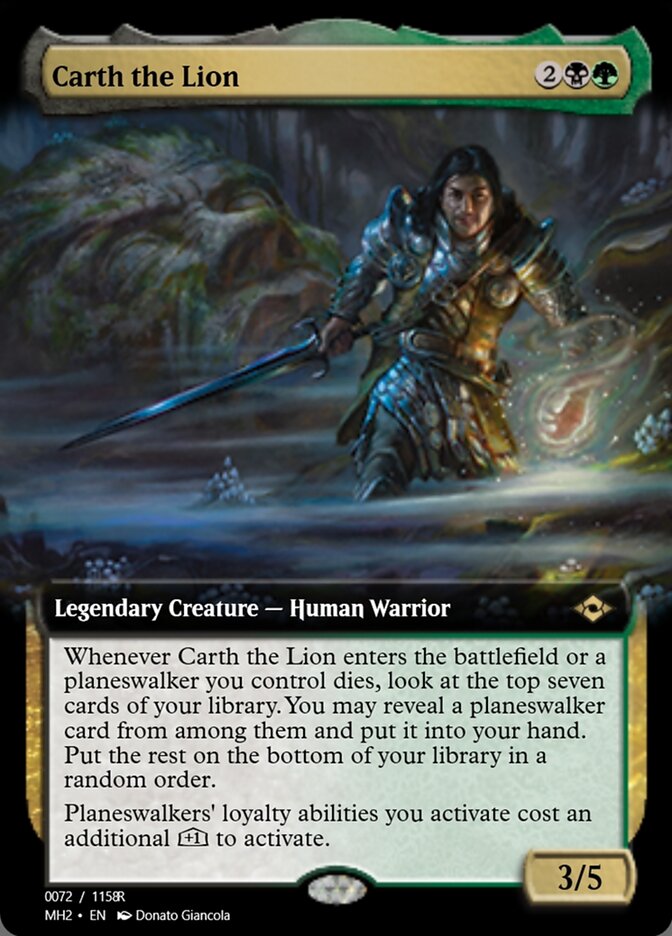 Carth the Lion 2
Legendary Creature — Human Warrior
Whenever Carth the Lion enters the battlefield or a
planeswalker you control dies, look at the top seven
cards of your library. You may reveal a planeswalker
card from among them and put it into your hand.
Put the rest on the bottom of your library in a
random order.
Planeswalkers' loyalty abilities you activate cost an
additional +1 to activate.
3/5
0072 / 1158R
MH2 • EN Donato Giancola